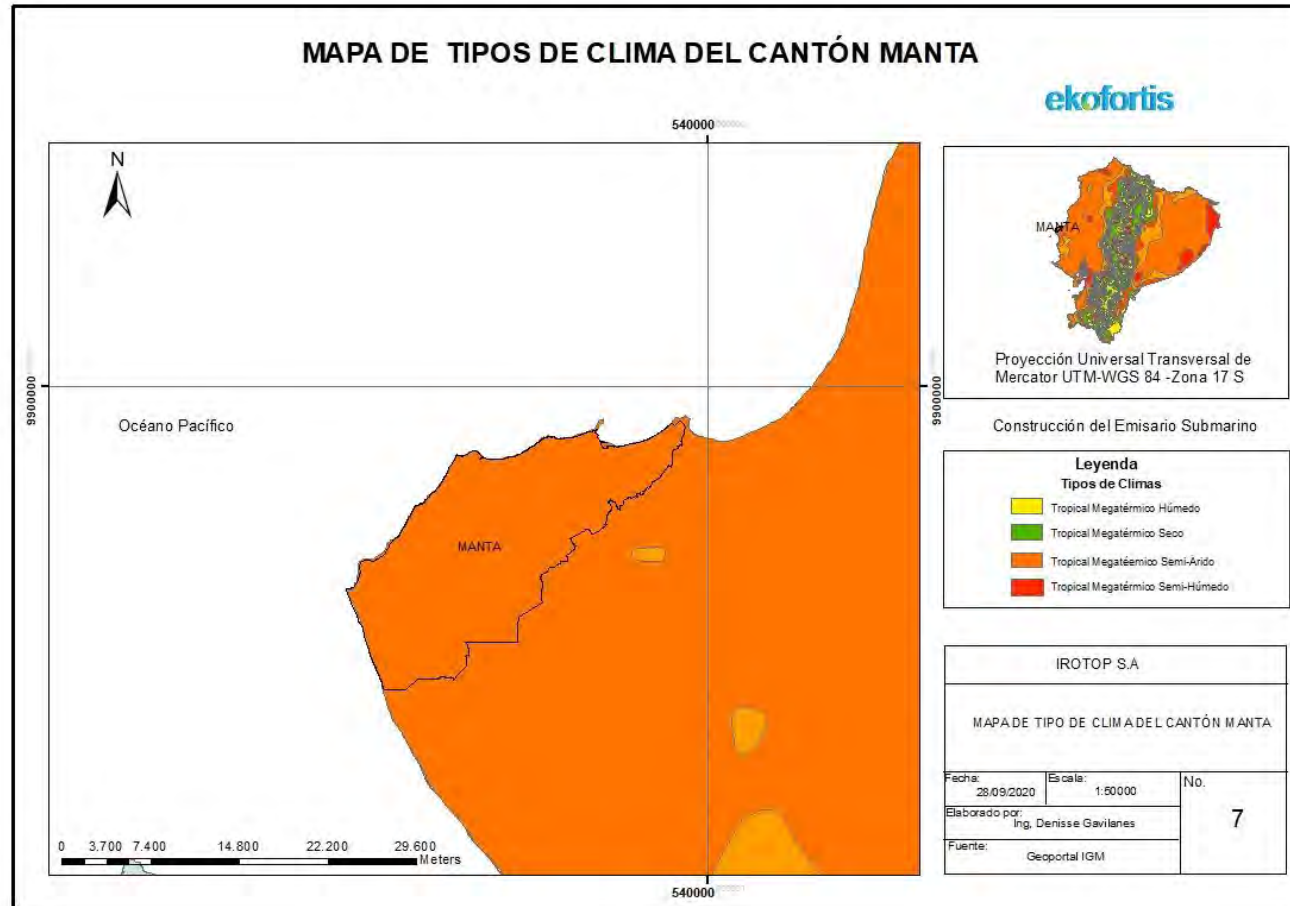 MAPA DE TIPOS DE CLIMA DEL CANTÓN MANTA
ekofortis
540000
N
MANTA
9900000
9900000
Océano Pacífico
MANTA
0 3.700 7.400 14.800 22.200 29.600
Meters
540000
Proyección Universal Transversal de
Mercator UTM-WGS 84 -Zona 17 S
Construcción del Emisario Submarino
Leyenda
Tipos de Climas
Tropical Megatérmico Húmedo
Tropical Megatérmico Seco
Tropical Megatéemico Semi-Árido
Tropical Megatérmico Semi-Húmedo
IROTOP S.A
MAPA DE TIPO DE CLIMA DEL CANTÓN MANTA
Fecha:
28/09/2020
Escala:
1:50000
No.
7
Elaborado por:
Ing, Denisse Gavilanes
Fuente:
Geoportal IGM